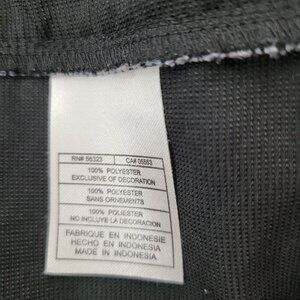 RN# 56323 CA# 05553
100% POLYESTER
EXCLUSIVE OF DECORATION
100% POLYESTER
SANS ORNEMENTS
100% POLIESTER
NO INCLUYE LA DECORACION
FABRIQUE EN INDONESIE
HECHO EN INDONESIA
MADE IN INDONESIA